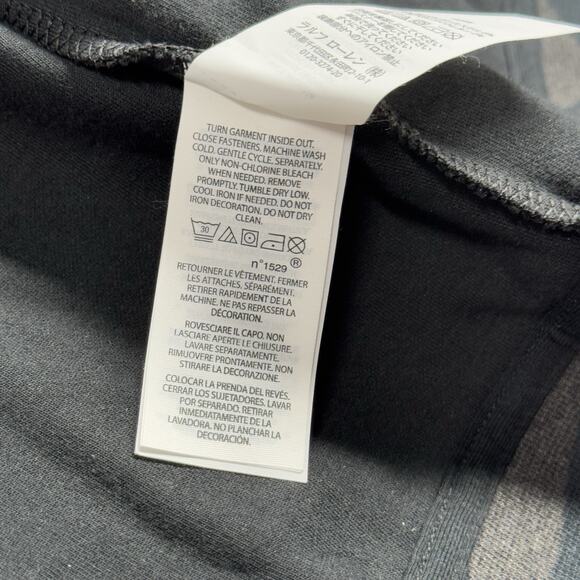 ラルフ ローレン (株)
0120-3274-20
TURN GARMENT INSIDE OUT.
CLOSE FASTENERS. MACHINE WASH
COLD. GENTLE CYCLE, SEPARATELY.
ONLY NON-CHLORINE BLEACH
WHEN NEEDED. REMOVE
PROMPTLY. TUMBLE DRY LOW.
COOL IRON IF NEEDED. DO NOT
IRON DECORATION. DO NOT DRY
CLEAN.
30
®
n°1529
RETOURNER LE VÊTEMENT. FERMER
LES ATTACHES. SÉPARÉMENT.
RETIRER RAPIDEMENT DE LA
MACHINE. NE PAS REPASSER LA
DÉCORATION.
ROVESCIARE IL CAPO. NON
LASCIARE APERTE LE CHIUSURE.
LAVARE SEPARATAMENTE.
RIMUOVERE PRONTAMENTE. NON
STIRARE LA DECORAZIONE.
COLOCAR LA PRENDA DEL REVÉS.
CERRAR LOS SUJETADORES. LAVAR
POR SEPARADO. RETIRAR
INMEDIATAMENTE DE LA
LAVADORA. NO PLANCHAR LA
DECORACIÓN.